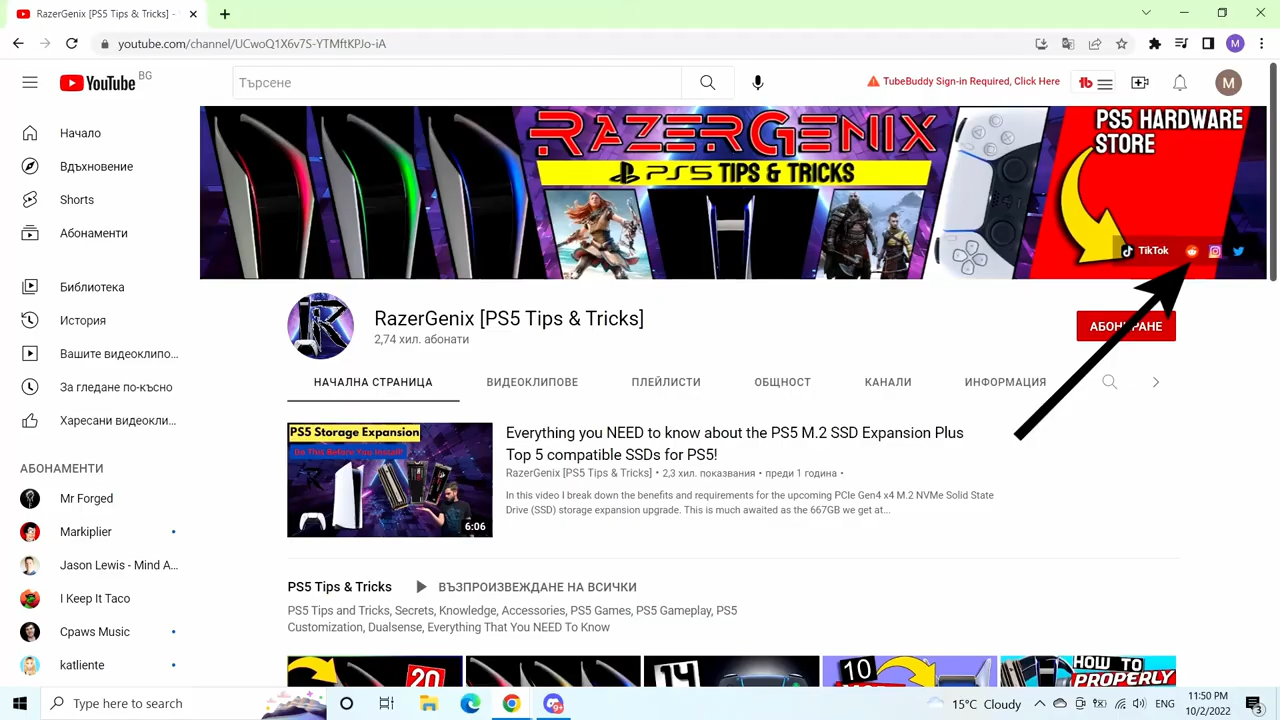 RazerGenix [PS5 Tips & Tricks] -
youtube.com/channel/UCwoQ1X6v7S-YTMftKPJo-iA
M
YouTube BG
Търсене
TubeBuddy Sign-in Required, Click Here
tb
M
Начало
Вдъхновение
Shorts
Абонаменти
Библиотека
История
Вашите видеоклипо...
За гледане по-късно
Харесани видеокли...
АБОНАМЕНТИ
Mr Forged
Markiplier
Jason Lewis - Mind A...
I Keep It Taco
Cpaws Music
katliente
RAZERGENIX
PS5 TIPS & TRICKS
PS5 HARDWARE
STORE
TikTok
RazerGenix [PS5 Tips & Tricks]
2,74 хил. абонати
АБОНИРАНЕ
НАЧАЛНА СТРАНИЦА
ВИДЕОКЛИПОВЕ
ПЛЕЙЛИСТИ
ОБЩНОСТ
КАНАЛИ
ИНФОРМАЦИЯ
PS5 Storage Expansion
Do This Before You Install!
6:06
Everything you NEED to know about the PS5 M.2 SSD Expansion Plus
Top 5 compatible SSDs for PS5!
RazerGenix [PS5 Tips & Tricks] • 2,3 хил. показвания • преди 1 година •
In this video I break down the benefits and requirements for the upcoming PCIe Gen4 x4 M.2 NVMe Solid State
Drive (SSD) storage expansion upgrade. This is much awaited as the 667GB we get at...
PS5 Tips & Tricks
ВЪЗПРОИЗВЕЖДАНЕ НА ВСИЧКИ
PS5 Tips and Tricks, Secrets, Knowledge, Accessories, PS5 Games, PS5 Gameplay, PS5
Customization, Dualsense, Everything That You NEED To Know
20
14
10
HOW TO
PROPERLY
Type here to search
15°C Cloudy
ENG
11:50 PM
10/2/2022
3